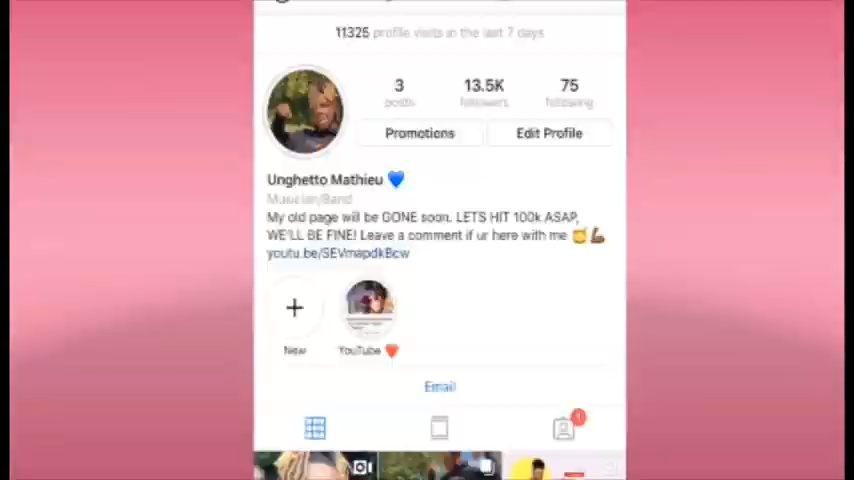 11325 profile visits in the last 7 days
3 13.5K 75
posts followers following
Promotions Edit Profile
Unghetto Mathieu 💙
Musician/Band
My old page will be GONE soon. LETS HIT 100k ASAP,
WE'LL BE FINE! Leave a comment if ur here with me
youtu.be/SEVmapdkBcw
New YouTube ❤️
Email
1